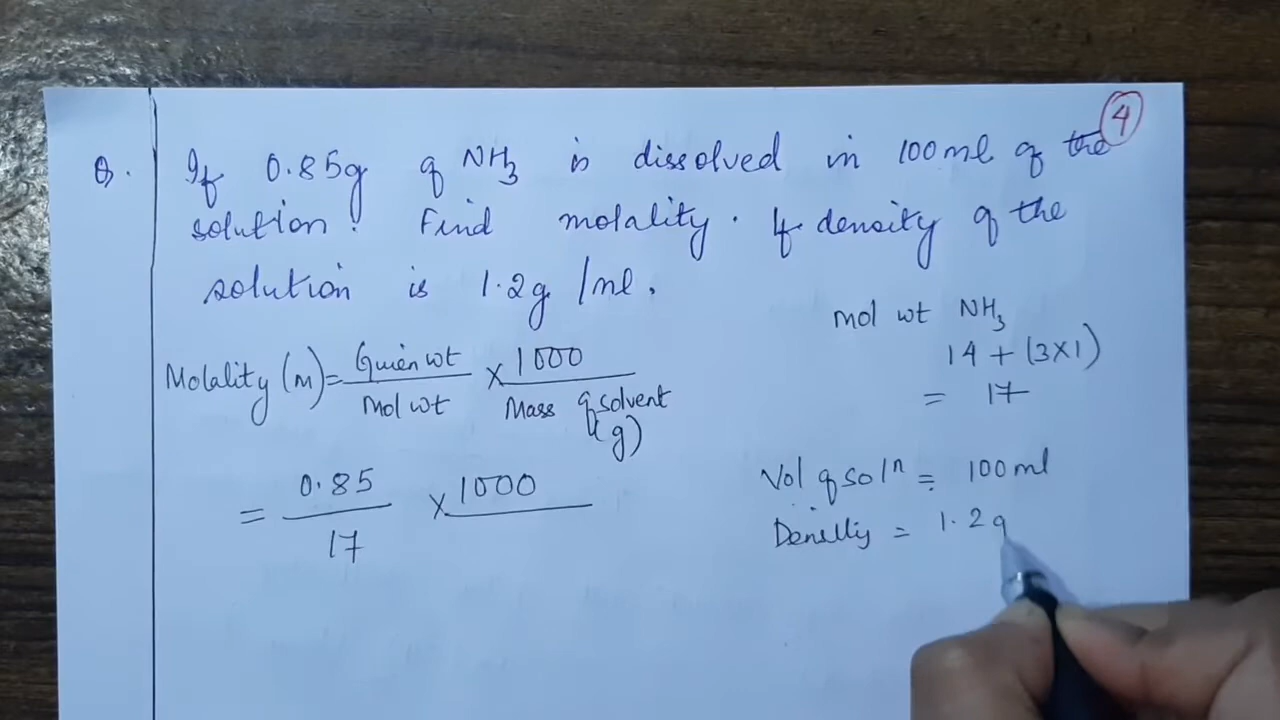 4
Q. If 0.85g of NH3 is dissolved in 100ml of the
solution! Find molality. If density of the
solution is 1.2g /ml.
mol wt NH3
14 + (3X1)
= 17
Molality (m) = Given wt / Mol wt × 1000 / Mass of solvent (g)
= 0.85 / 17 × 1000
Vol of soln = 100ml
Density = 1.2g